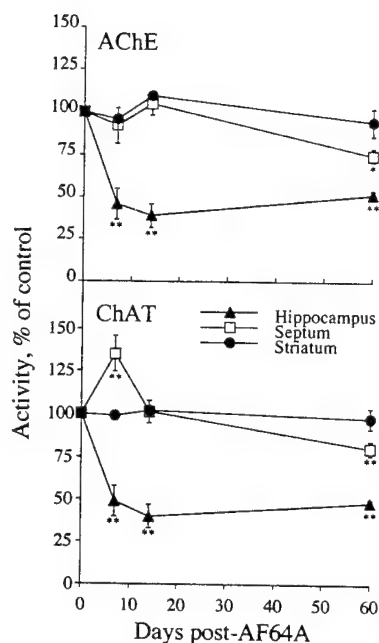 150
AChE
125
100
75
*
50
**
**
**
25
0
ChAT
Hippocampus
Septum
Striatum
150
125
**
100
75
**
50
**
**
**
25
0
0 10 20 30 40 50 60
Activity, % of control
Days post-AF64A